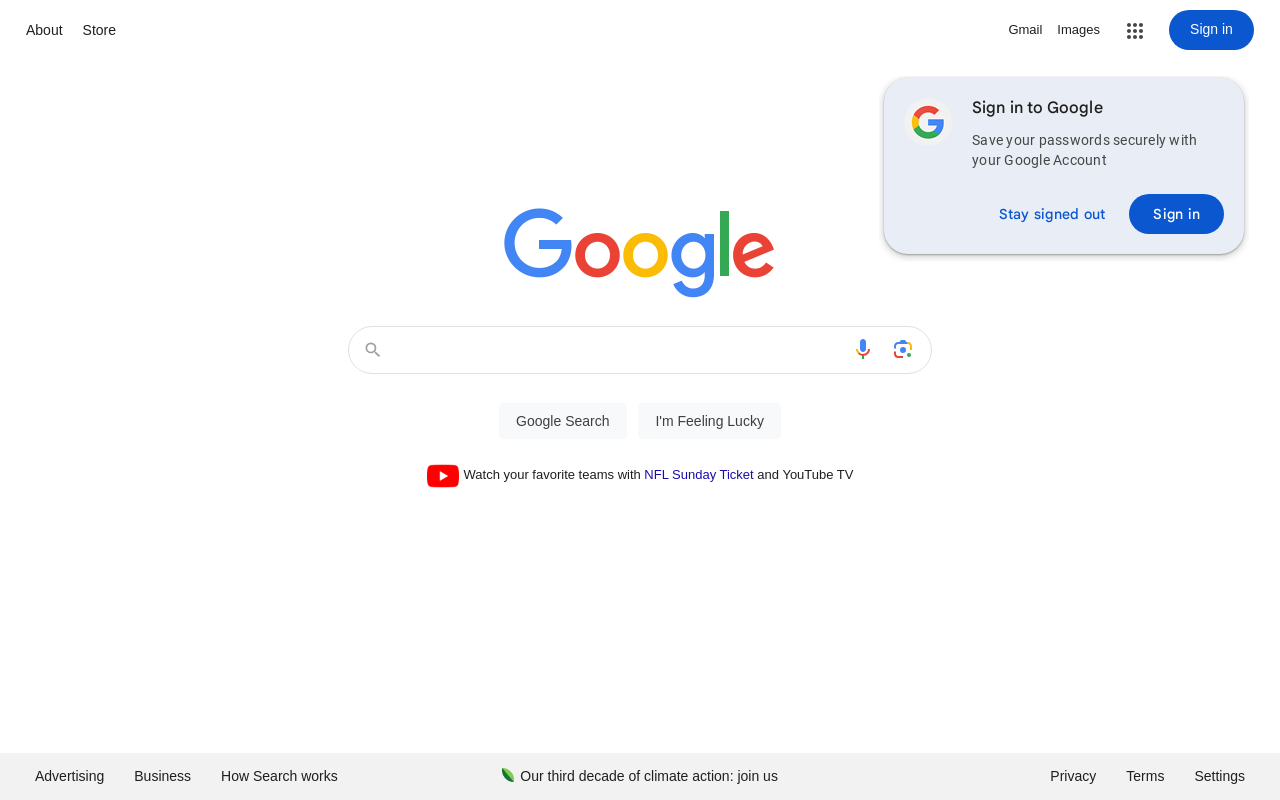 About Store
Gmail Images Sign in
Sign in to Google
Save your passwords securely with
your Google Account
Stay signed out Sign in
Google
Google Search I'm Feeling Lucky
Watch your favorite teams with NFL Sunday Ticket and YouTube TV
Advertising Business How Search works
Our third decade of climate action: join us
Privacy Terms Settings